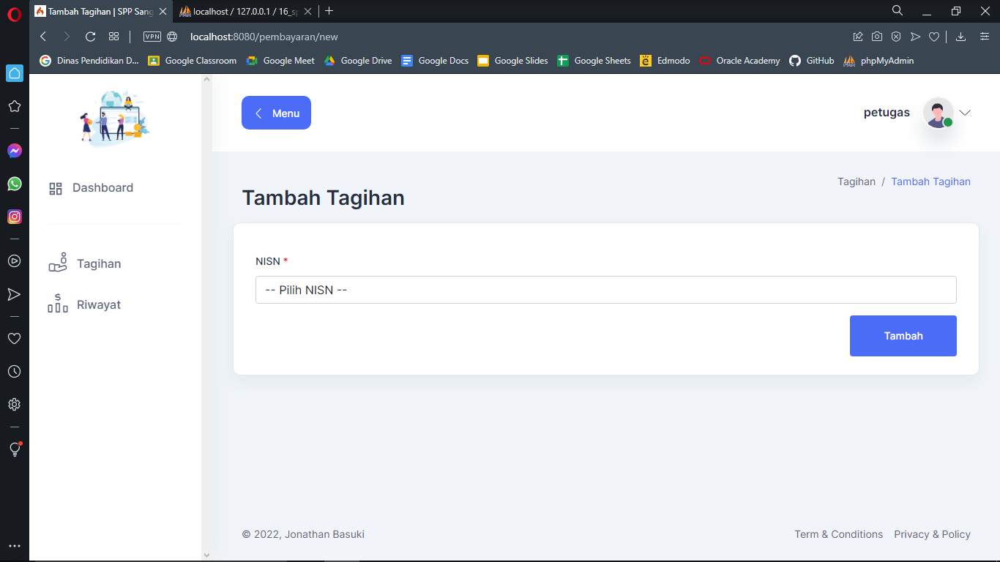 Tambah Tagihan | SPP Sang
localhost / 127.0.0.1 / 16_sp
VPN
localhost:8080/pembayaran/new
Dinas Pendidikan D...
Google Classroom
Google Meet
Google Drive
Google Docs
Google Slides
Google Sheets
Edmodo
Oracle Academy
GitHub
phpMyAdmin
Menu
petugas
Dashboard
Tagihan
Riwayat
Tagihan / Tambah Tagihan
Tambah Tagihan
NISN *
-- Pilih NISN --
Tambah
© 2022, Jonathan Basuki
Term & Conditions
Privacy & Policy